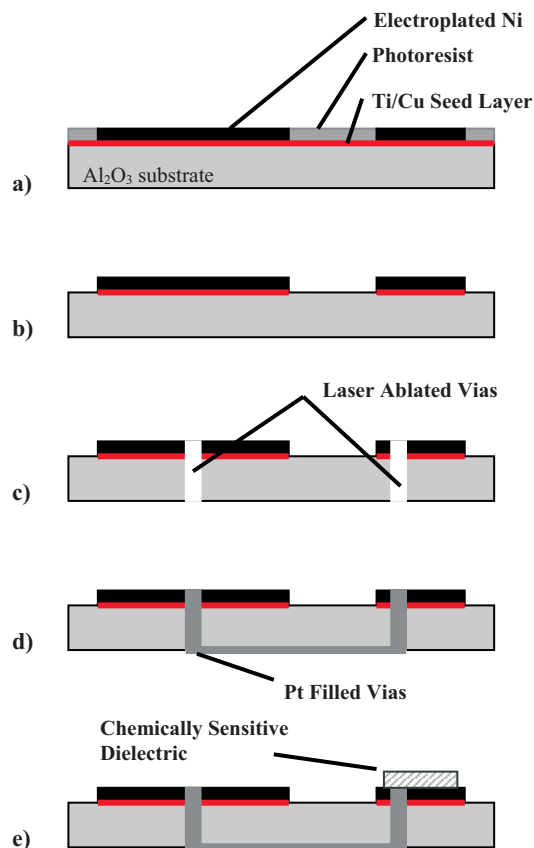 Electroplated Ni
Photoresist
Ti/Cu Seed Layer
Al₂O₃ substrate
a)
b)
Laser Ablated Vias
c)
d)
Pt Filled Vias
Chemically Sensitive
Dielectric
e)